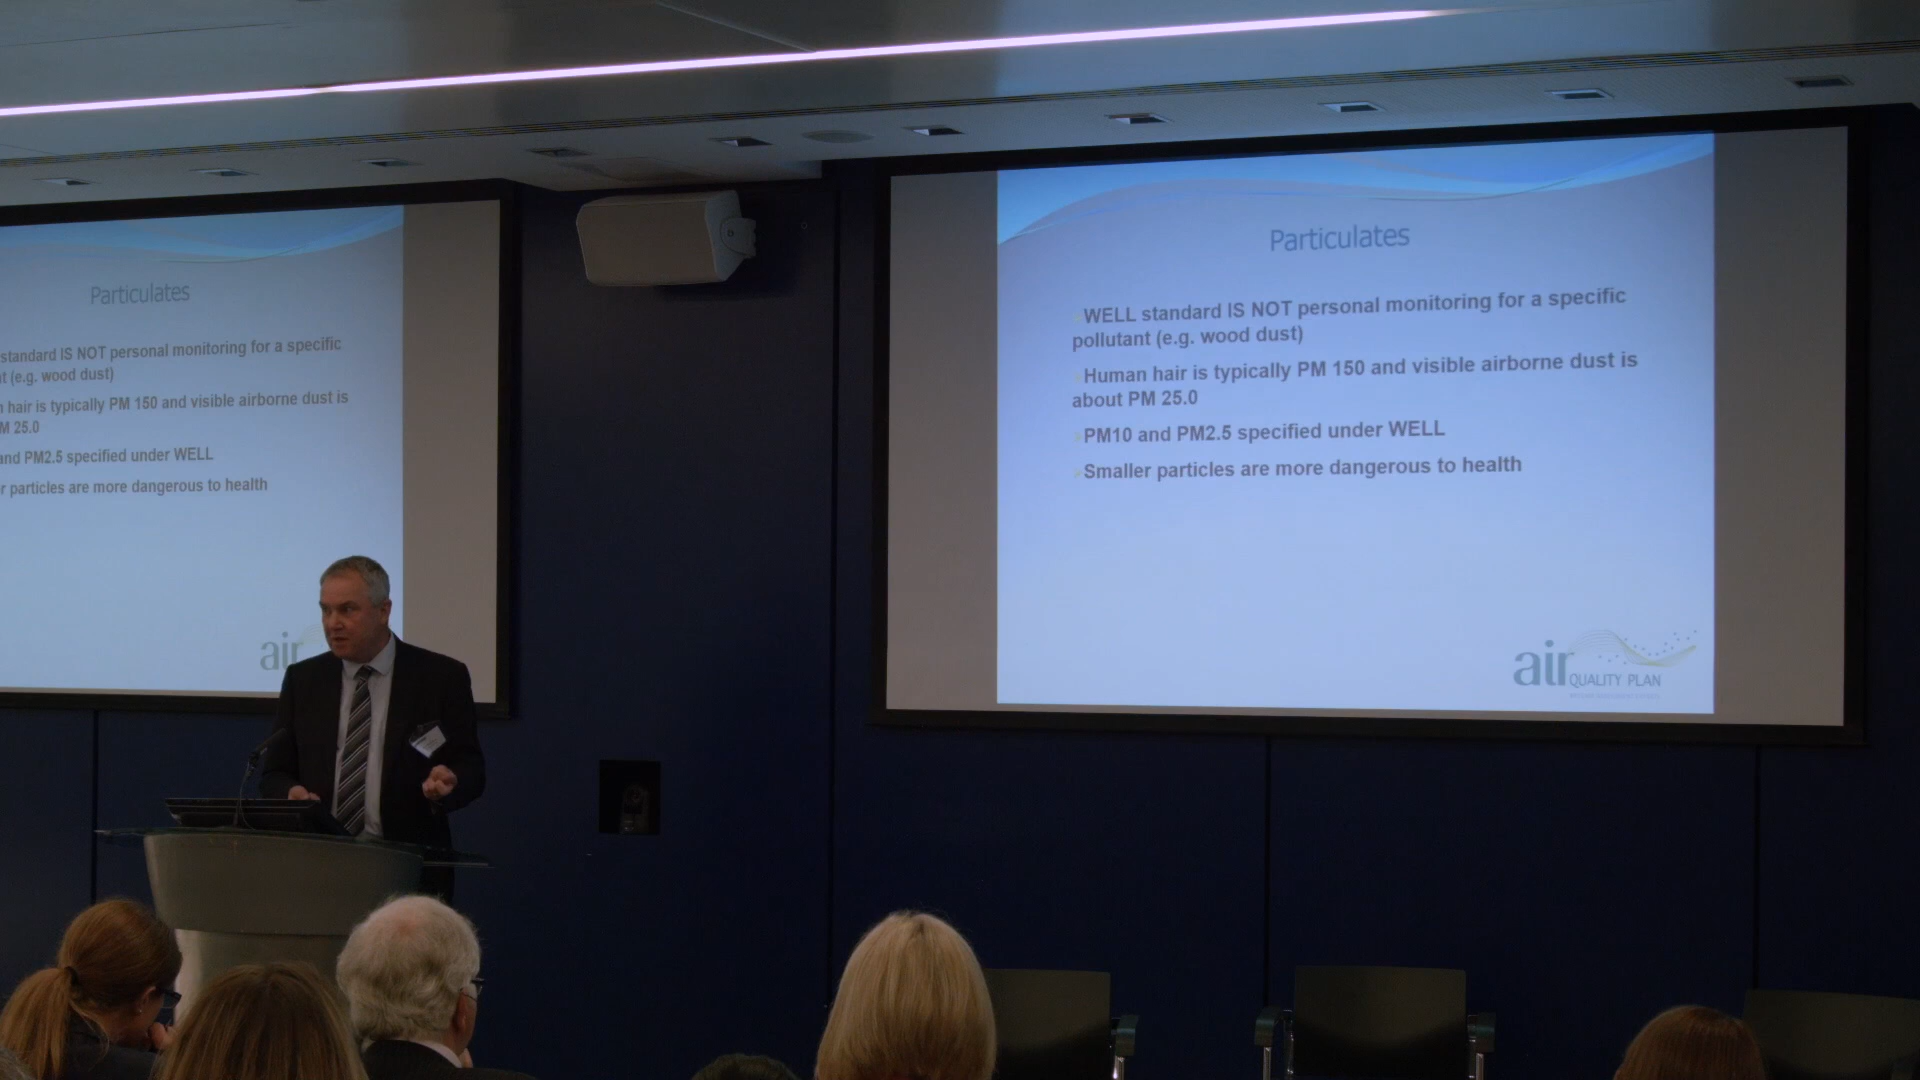 Particulates
standard IS NOT personal monitoring for a specific
t (e.g. wood dust)
hair is typically PM 150 and visible airborne dust is
M 25.0
and PM2.5 specified under WELL
r particles are more dangerous to health
air
Particulates
WELL standard IS NOT personal monitoring for a specific
pollutant (e.g. wood dust)
Human hair is typically PM 150 and visible airborne dust is
about PM 25.0
PM10 and PM2.5 specified under WELL
Smaller particles are more dangerous to health
air QUALITY PLAN